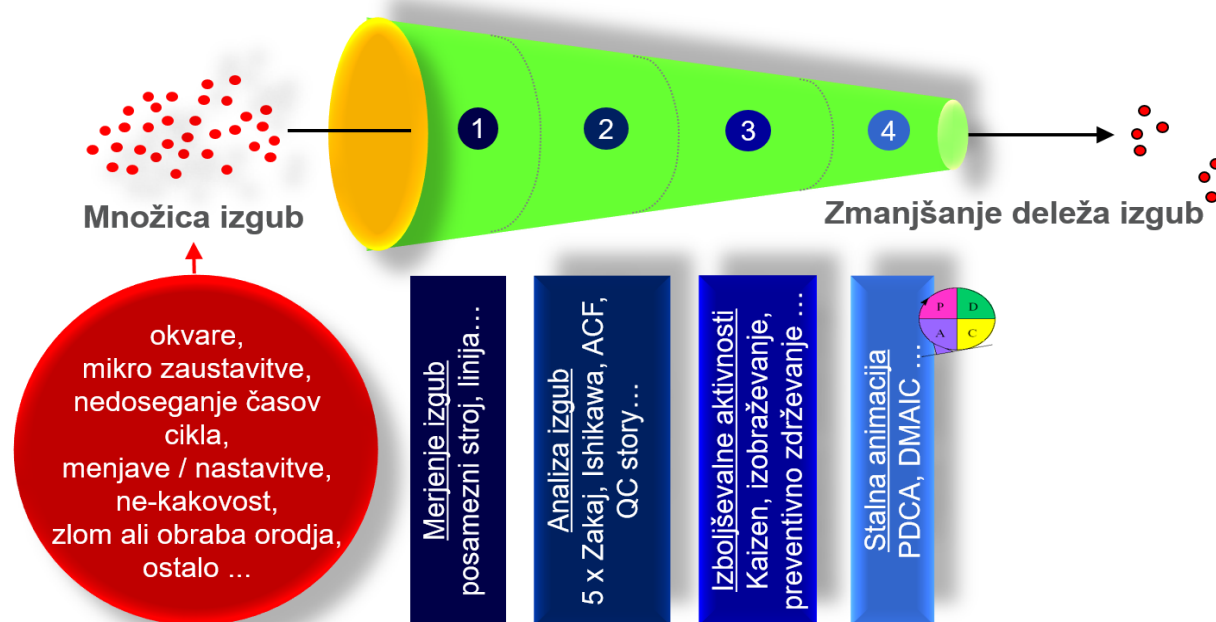 1
2
3
4
Množica izgub
Zmanjšanje deleža izgub
okvare,
mikro zaustavitve,
nedoseganje časov
cikla,
menjave / nastavitve,
ne-kakovost,
zlom ali obraba orodja,
ostalo ...
Merjenje izgub
posamezni stroj, linija...
Analiza izgub
5 x Zakaj, Ishikawa, ACF,
QC story...
Izboljševalne aktivnosti
Kaizen, izobraževanje,
preventivno zdrževanje ...
Stalna animacija
PDCA, DMAIC ...
P D
A C